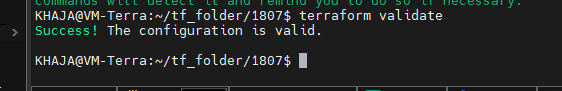 commands will detect it and remind you to do so if necessary.
KHAJA@VM-Terra:~/tf_folder/1807$ terraform validate
Success! The configuration is valid.
KHAJA@VM-Terra:~/tf_folder/1807$